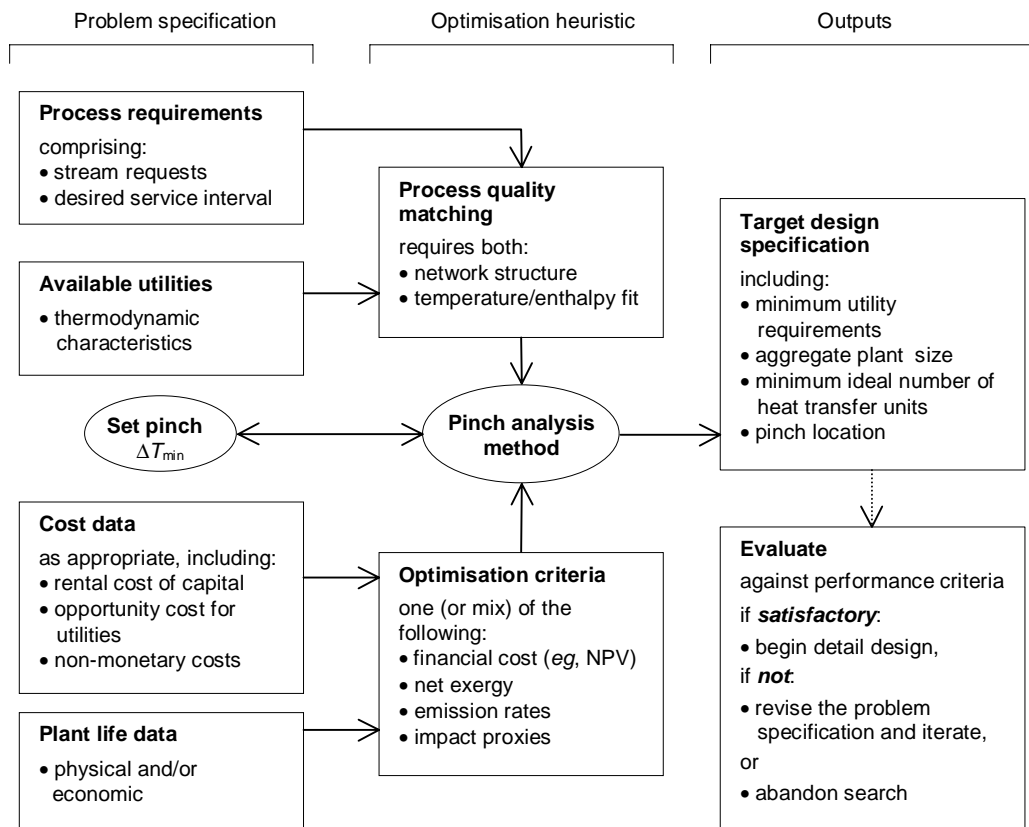 Problem specification
Optimisation heuristic
Outputs
Process requirements
comprising:
• stream requests
• desired service interval
Available utilities
• thermodynamic
characteristics
Set pinch
ΔTmin
Cost data
as appropriate, including:
• rental cost of capital
• opportunity cost for
utilities
• non-monetary costs
Plant life data
• physical and/or
economic
Process quality
matching
requires both:
• network structure
• temperature/enthalpy fit
Pinch analysis
method
Optimisation criteria
one (or mix) of the
following:
• financial cost (eg, NPV)
• net exergy
• emission rates
• impact proxies
Target design
specification
including:
• minimum utility
requirements
• aggregate plant size
• minimum ideal number of
heat transfer units
• pinch location
Evaluate
against performance criteria
if satisfactory:
• begin detail design,
if not:
• revise the problem
specification and iterate,
or
• abandon search